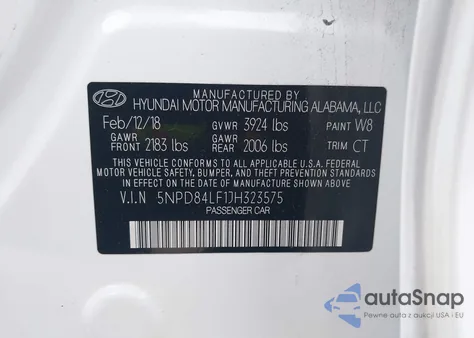 MANUFACTURED BY
HYUNDAI MOTOR MANUFACTURING ALABAMA, LLC
Feb/12/18 GVWR 3924 lbs PAINT W8
GAWR FRONT 2183 lbs GAWR REAR 2006 lbs TRIM CT
THIS VEHICLE CONFORMS TO ALL APPLICABLE U.S.A. FEDERAL
MOTOR VEHICLE SAFETY, BUMPER, AND THEFT PREVENTION
STANDARDS IN EFFECT ON THE DATE OF MANUFACTURE SHOWN ABOVE.
V.I.N 5NPD84LF1JH323575
PASSENGER CAR
autoSnap
Pewne auta z aukcji USA i EU